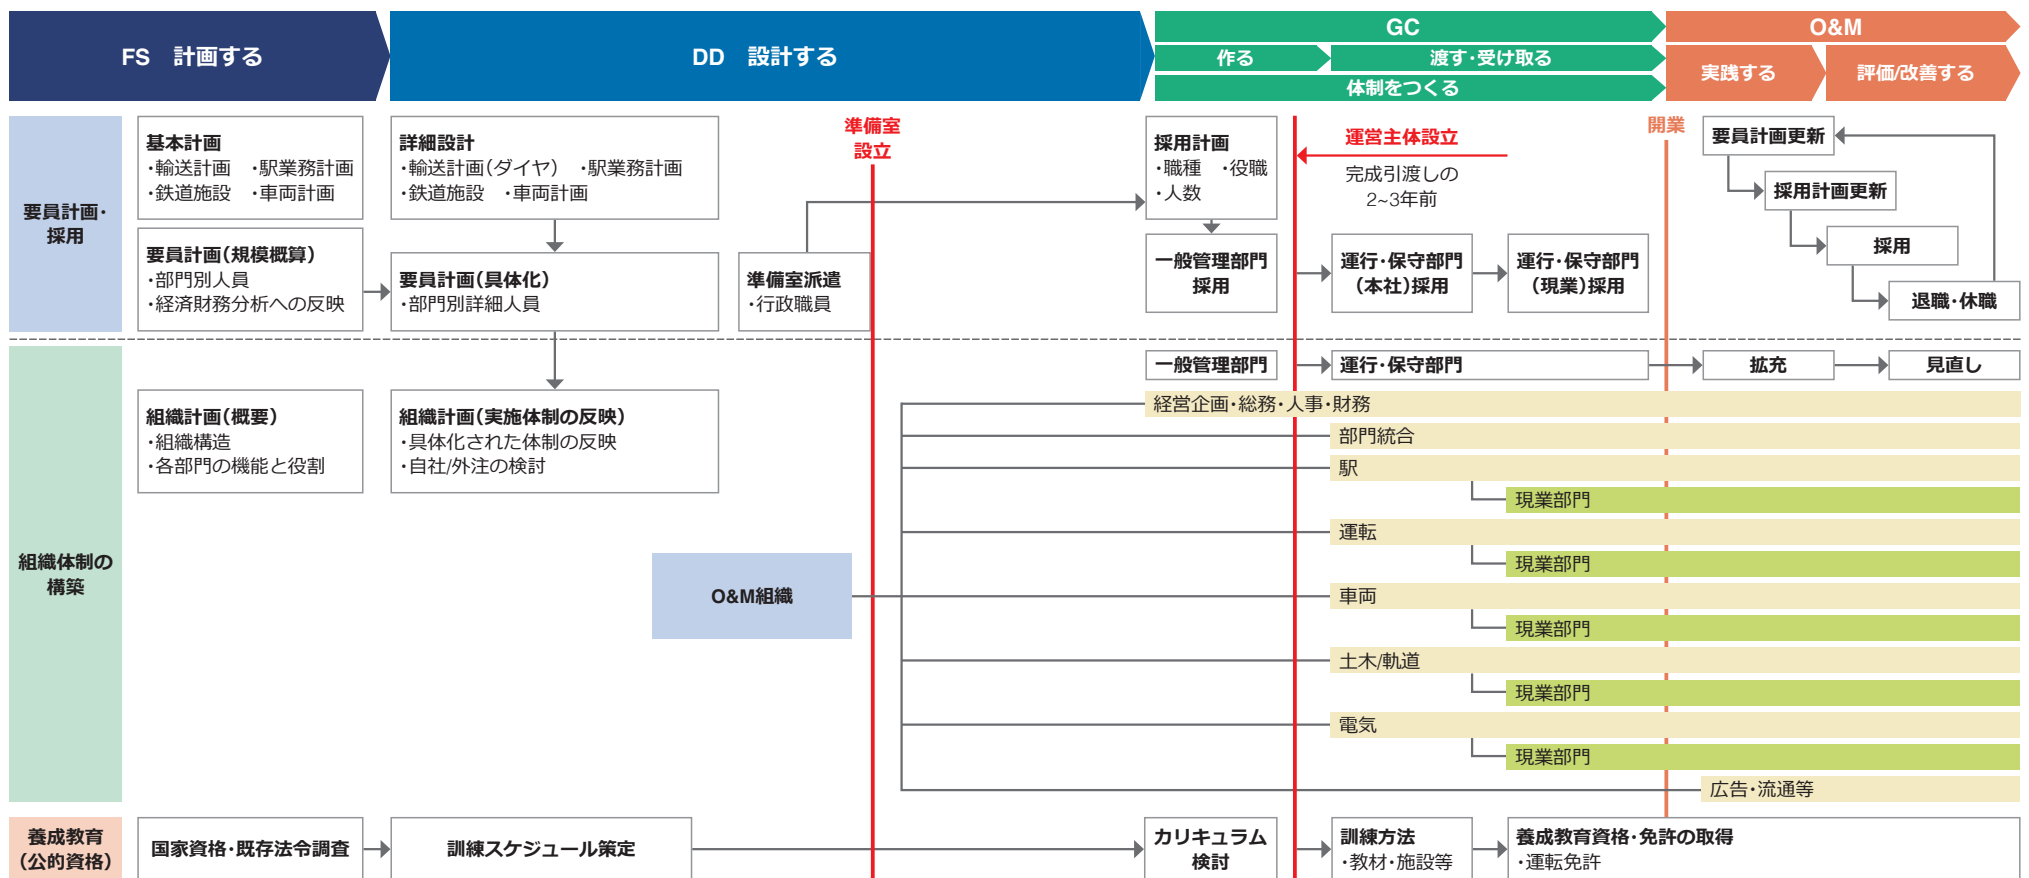 FS 計画する
DD 設計する
GC
作る
渡す・受け取る
体制をつくる
O&M
実践する
評価/改善する
要員計画・
採用
基本計画
・輸送計画 ・駅業務計画
・鉄道施設 ・車両計画
要員計画(規模概算)
・部門別人員
・経済財務分析への反映
詳細設計
・輸送計画(ダイヤ) ・駅業務計画
・鉄道施設 ・車両計画
要員計画(具体化)
・部門別詳細人員
準備室派遣
・行政職員
準備室
設立
採用計画
・職種 ・役職
・人数
一般管理部門
採用
運営主体設立
完成引渡しの
2~3年前
運行・保守部門
(本社)採用
運行・保守部門
(現業)採用
開業
要員計画更新
採用計画更新
採用
退職・休職
組織体制の
構築
組織計画(概要)
・組織構造
・各部門の機能と役割
組織計画(実施体制の反映)
・具体化された体制の反映
・自社/外注の検討
O&M組織
一般管理部門
運行・保守部門
拡充
見直し
経営企画・総務・人事・財務
部門統合
駅
現業部門
運転
現業部門
車両
現業部門
土木/軌道
現業部門
電気
現業部門
広告・流通等
養成教育
(公的資格)
国家資格・既存法令調査
訓練スケジュール策定
カリキュラム
検討
訓練方法
・教材・施設等
養成教育資格・免許の取得
・運転免許